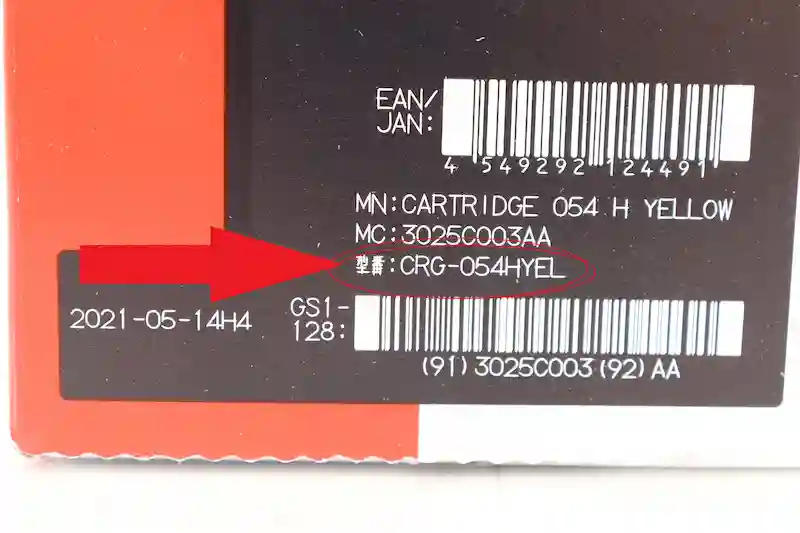 EAN/
JAN:
4 549292 124491
MN:CARTRIDGE 054 H YELLOW
MC:3025C003AA
型番:CRG-054HYEL
2021-05-14H4
GS1-
128:
(91)3025C003(92)AA